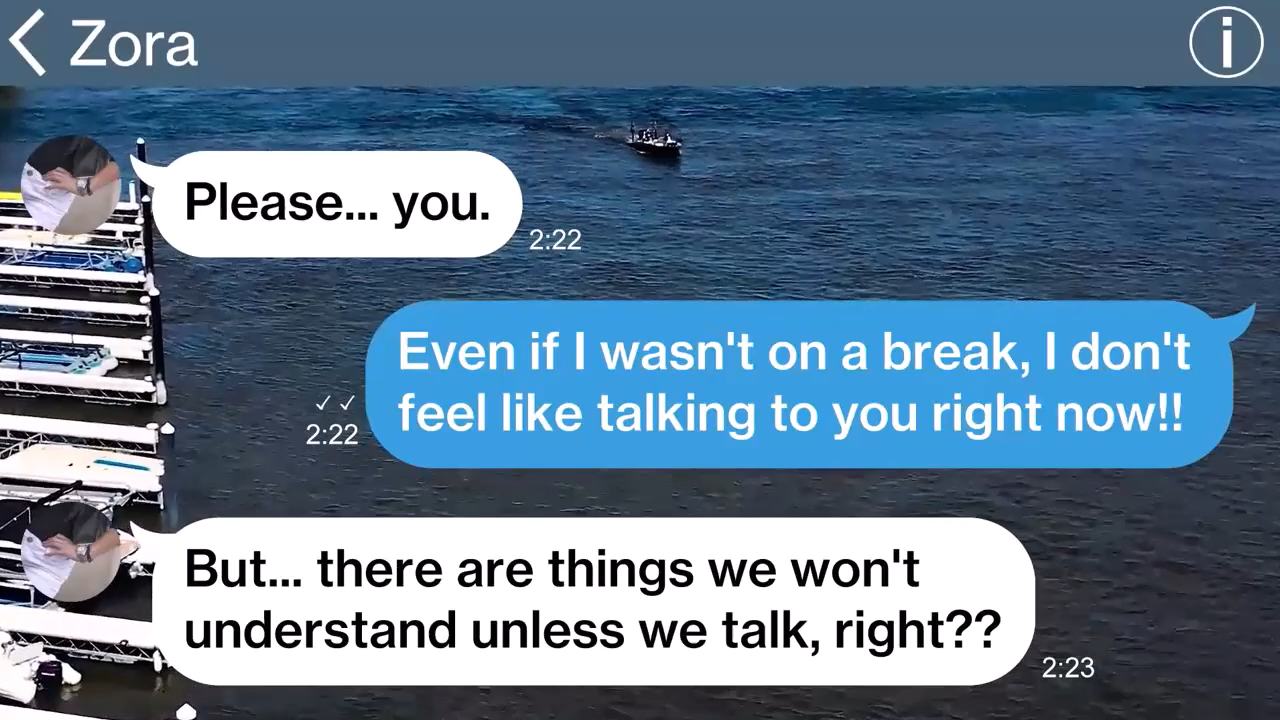 Zora
Please... you.
2:22
Even if I wasn't on a break, I don't
feel like talking to you right now!!
2:22
But... there are things we won't
understand unless we talk, right??
2:23